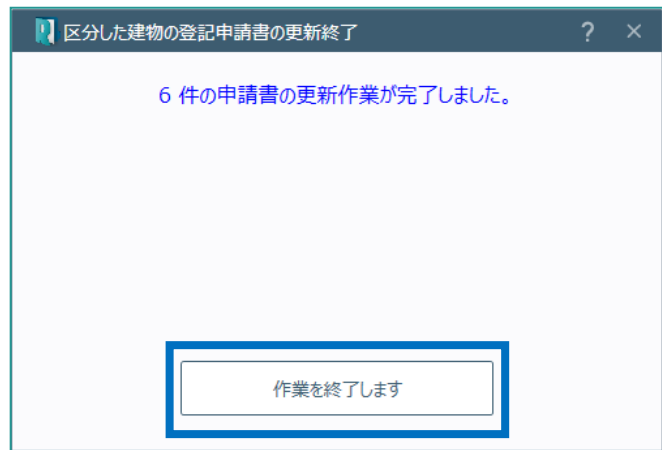 区分した建物の登記申請書の更新終了 ? ×
6 件の申請書の更新作業が完了しました。
作業を終了します